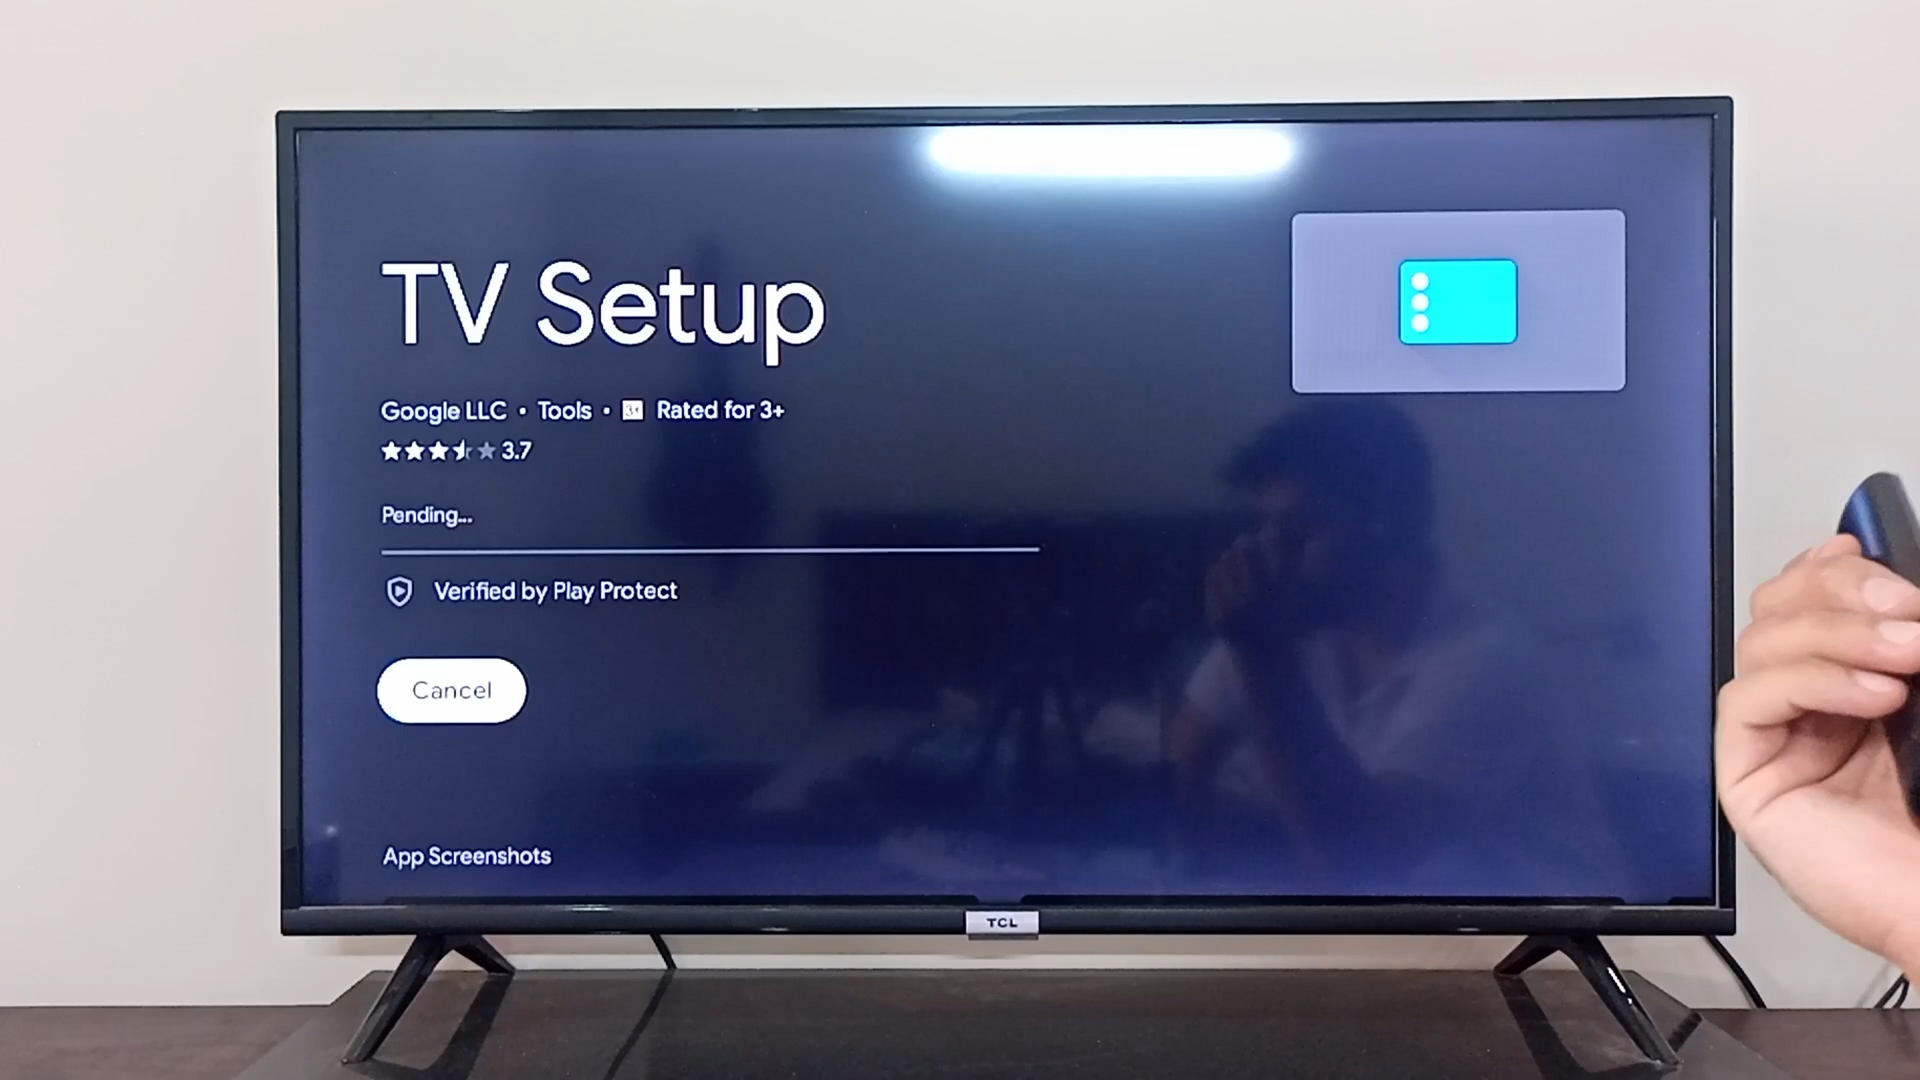 TV Setup
Google LLC • Tools • 3+ Rated for 3+
3.7
Pending...
Verified by Play Protect
Cancel
App Screenshots
TCL